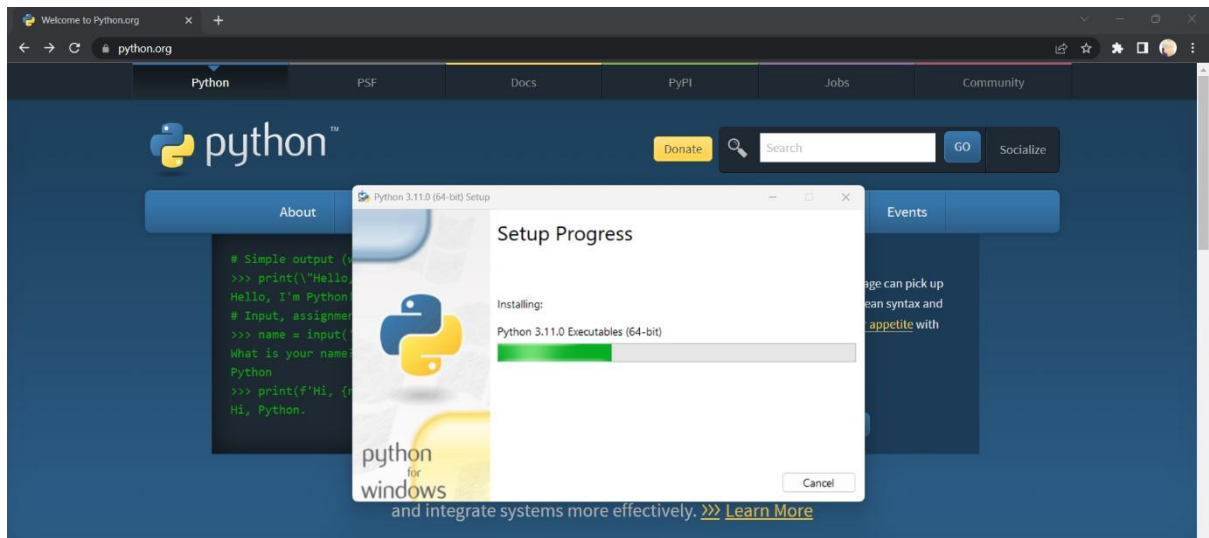 Welcome to Python.org
python.org
Python PSF Docs PyPI Jobs Community
python™
Donate Search GO Socialize
About Events
# Simple output (w
>>> print(\"Hello,
Hello, I'm Python!
# Input, assignmen
>>> name = input('
What is your name?
Python
>>> print(f'Hi, {n
Hi, Python.
age can pick up
ean syntax and
appetite with
Python 3.11.0 (64-bit) Setup
Setup Progress
Installing:
Python 3.11.0 Executables (64-bit)
python
for
windows
Cancel
and integrate systems more effectively. >>> Learn More